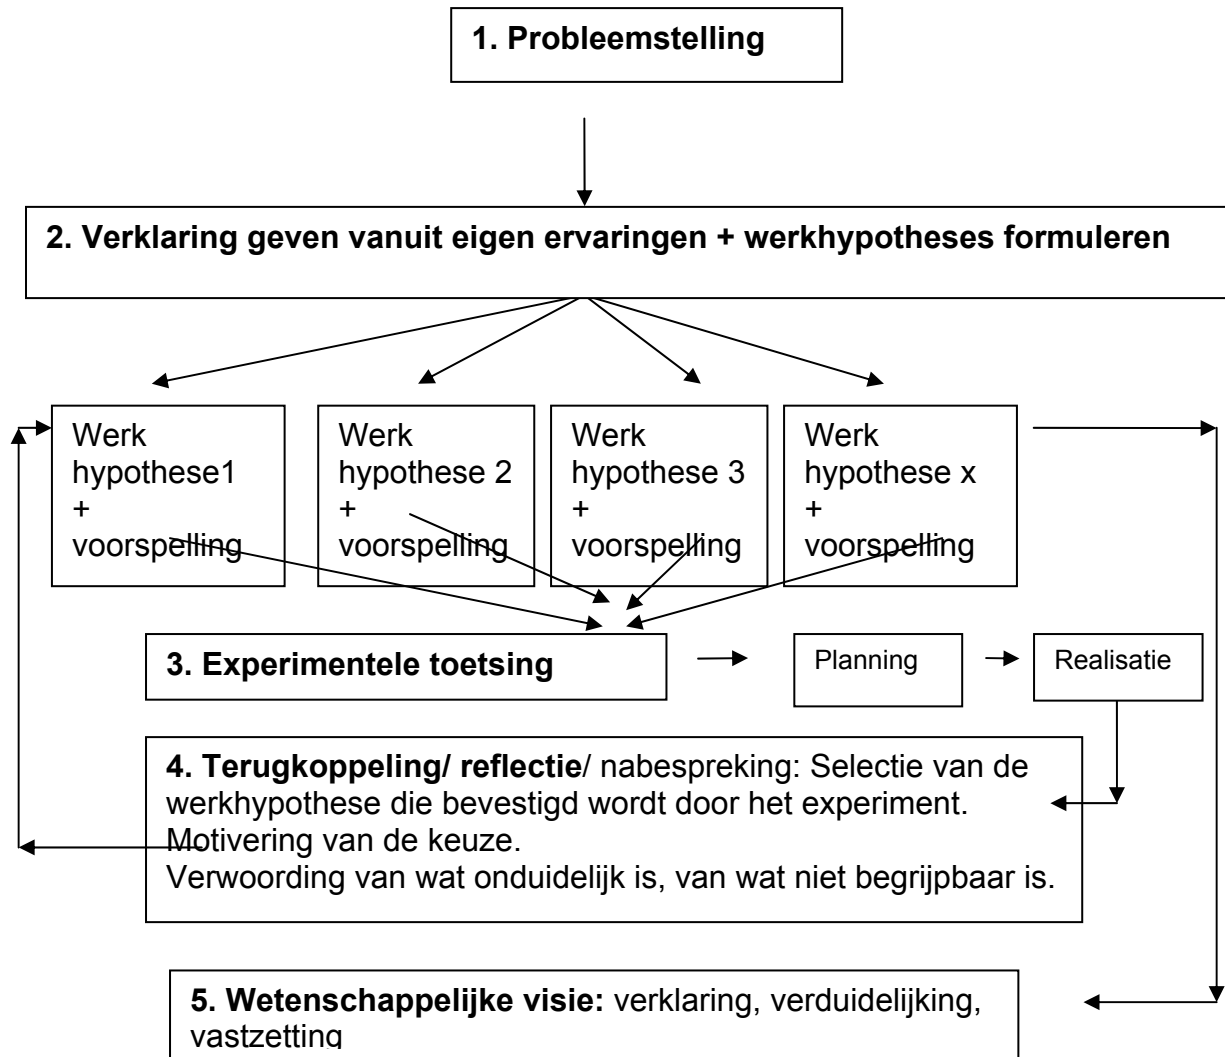 1. Probleemstelling
2. Verklaring geven vanuit eigen ervaringen + werkhypotheses formuleren
Werk
hypothese1
+
voorspelling
Werk
hypothese 2
+
voorspelling
Werk
hypothese 3
+
voorspelling
Werk
hypothese x
+
voorspelling
3. Experimentele toetsing
Planning
Realisatie
4. Terugkoppeling/ reflectie/ nabespreking: Selectie van de
werkhypothese die bevestigd wordt door het experiment.
Motivering van de keuze.
Verwoording van wat onduidelijk is, van wat niet begrijpbaar is.
5. Wetenschappelijke visie: verklaring, verduidelijking,
vastzetting